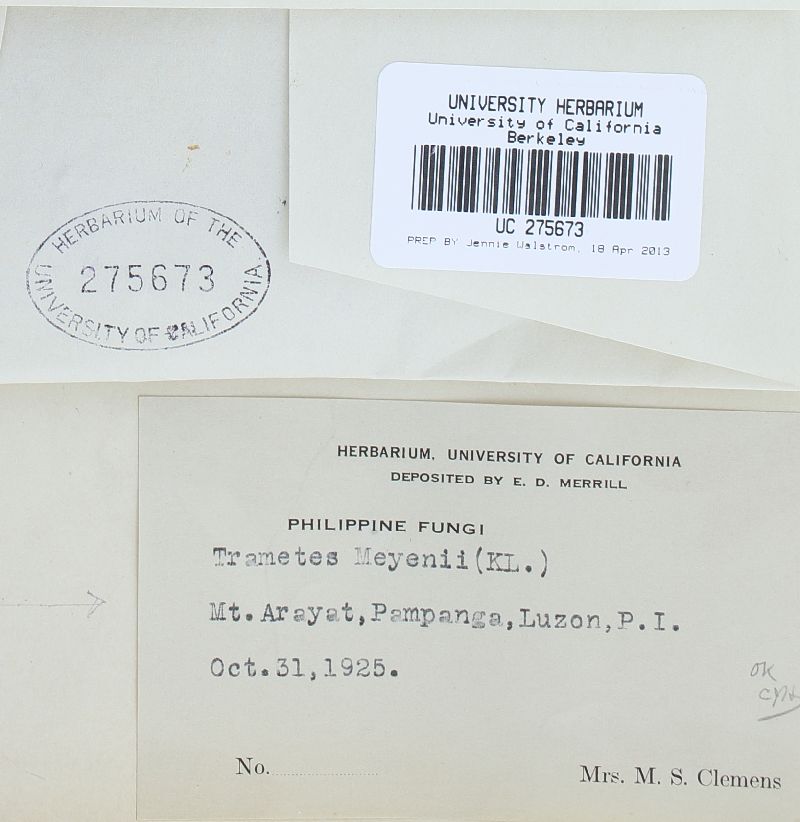 UNIVERSITY HERBARIUM
University of California
Berkeley
UC 275673
PREP BY Jennie Walstrom, 18 Apr 2013
HERBARIUM OF THE
275673
UNIVERSITY OF CALIFORNIA
HERBARIUM, UNIVERSITY OF CALIFORNIA
DEPOSITED BY E. D. MERRILL
PHILIPPINE FUNGI
Trametes Meyenii(KL.)
Mt.Arayat,Pampanga,Luzon,P.I.
Oct.31,1925.
OK
No.
Mrs. M. S. Clemens